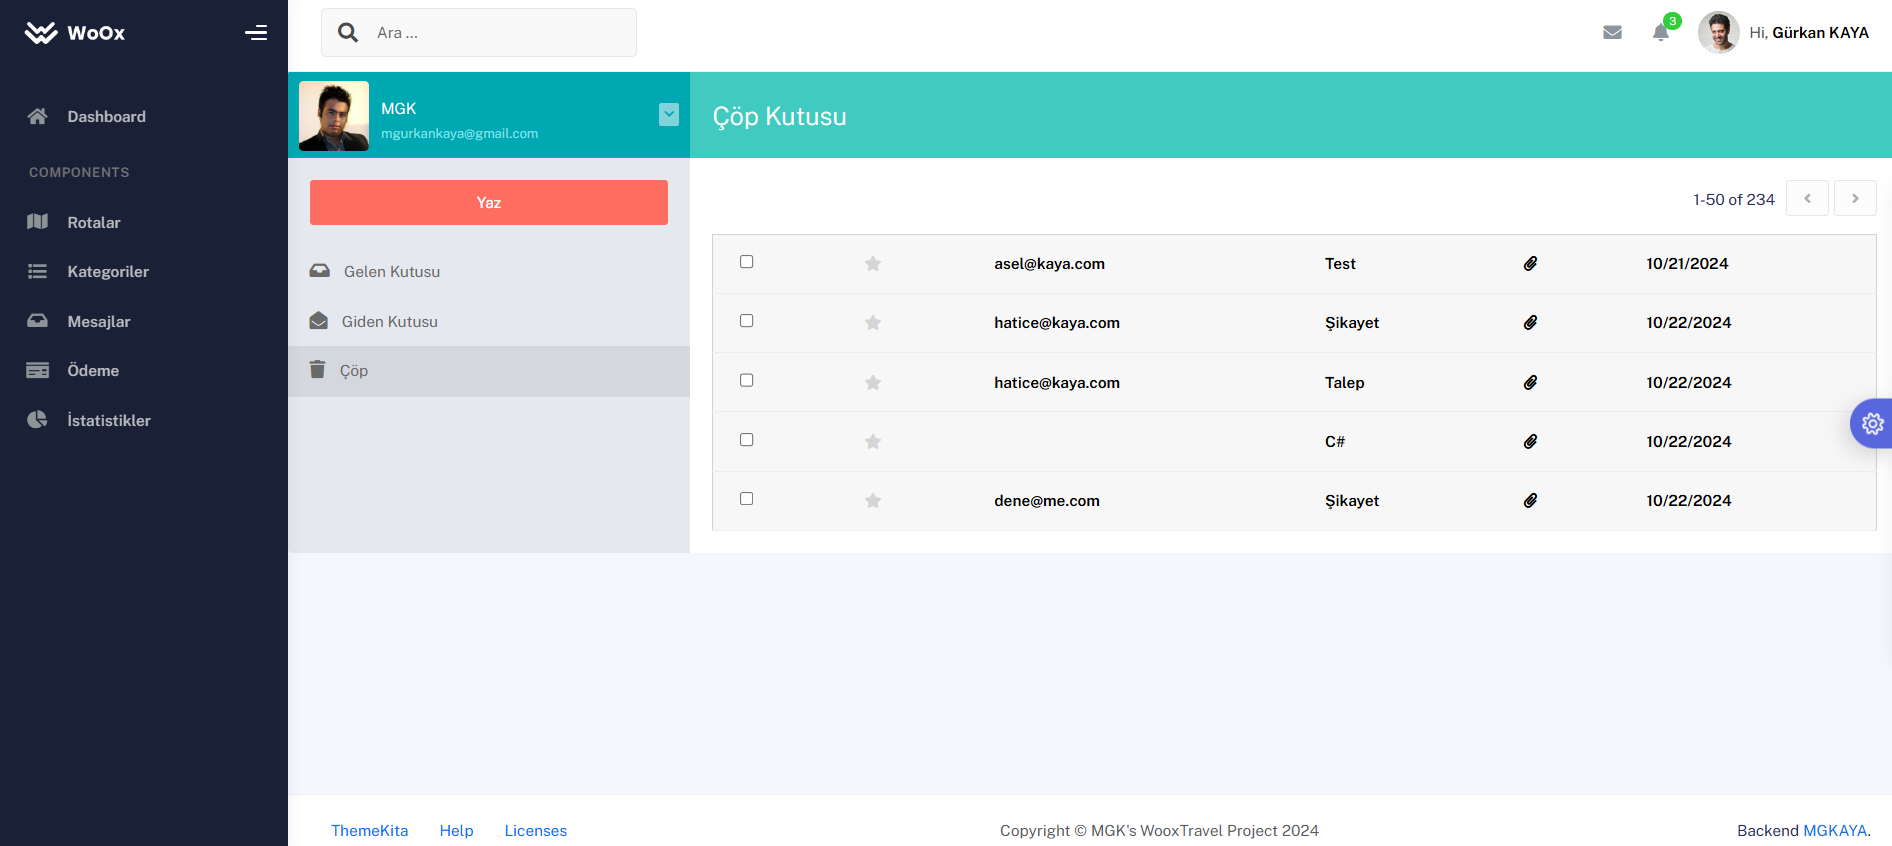 WoOx
Ara ...
3
Hi, Gürkan KAYA
Dashboard
COMPONENTS
Rotalar
Kategoriler
Mesajlar
Ödeme
İstatistikler
MGK
mgurkankaya@gmail.com
Yaz
Gelen Kutusu
Giden Kutusu
Çöp
Çöp Kutusu
1-50 of 234
asel@kaya.com Test 10/21/2024
hatice@kaya.com Şikayet 10/22/2024
hatice@kaya.com Talep 10/22/2024
C# 10/22/2024
dene@me.com Şikayet 10/22/2024
ThemeKita Help Licenses
Copyright © MGK's WooxTravel Project 2024
Backend MGKAYA.